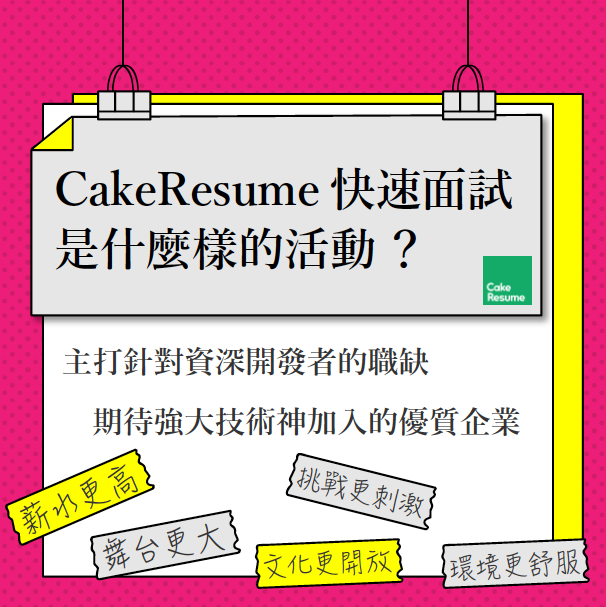 CakeResume 快速面試
是什麼樣的活動？
Cake
Resume
主打針對資深開發者的職缺
期待強大技術神加入的優質企業
薪水更高
挑戰更刺激
舞台更大
文化更開放
環境更舒服